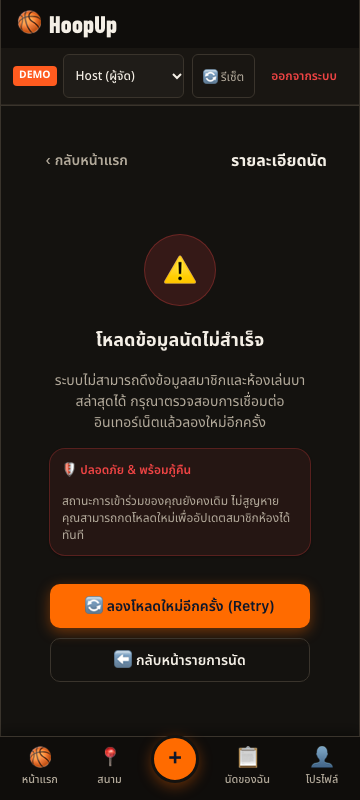 HoopUp
DEMO
Host (ผู้จัด)
รีเซ็ต
ออกจากระบบ
‹ กลับหน้าแรก
รายละเอียดนัด
โหลดข้อมูลนัดไม่สำเร็จ
ระบบไม่สามารถดึงข้อมูลสมาชิกและห้องเล่นบา
สล่าสุดได้ กรุณาตรวจสอบการเชื่อมต่อ
อินเทอร์เน็ตแล้วลองใหม่อีกครั้ง
ปลอดภัย & พร้อมกู้คืน
สถานะการเข้าร่วมของคุณยังคงเดิม ไม่สูญหาย
คุณสามารถกดโหลดใหม่เพื่ออัปเดตสมาชิกห้องได้
ทันที
ลองโหลดใหม่อีกครั้ง (Retry)
กลับหน้ารายการนัด
+
หน้าแรก
สนาม
นัดของฉัน
โปรไฟล์